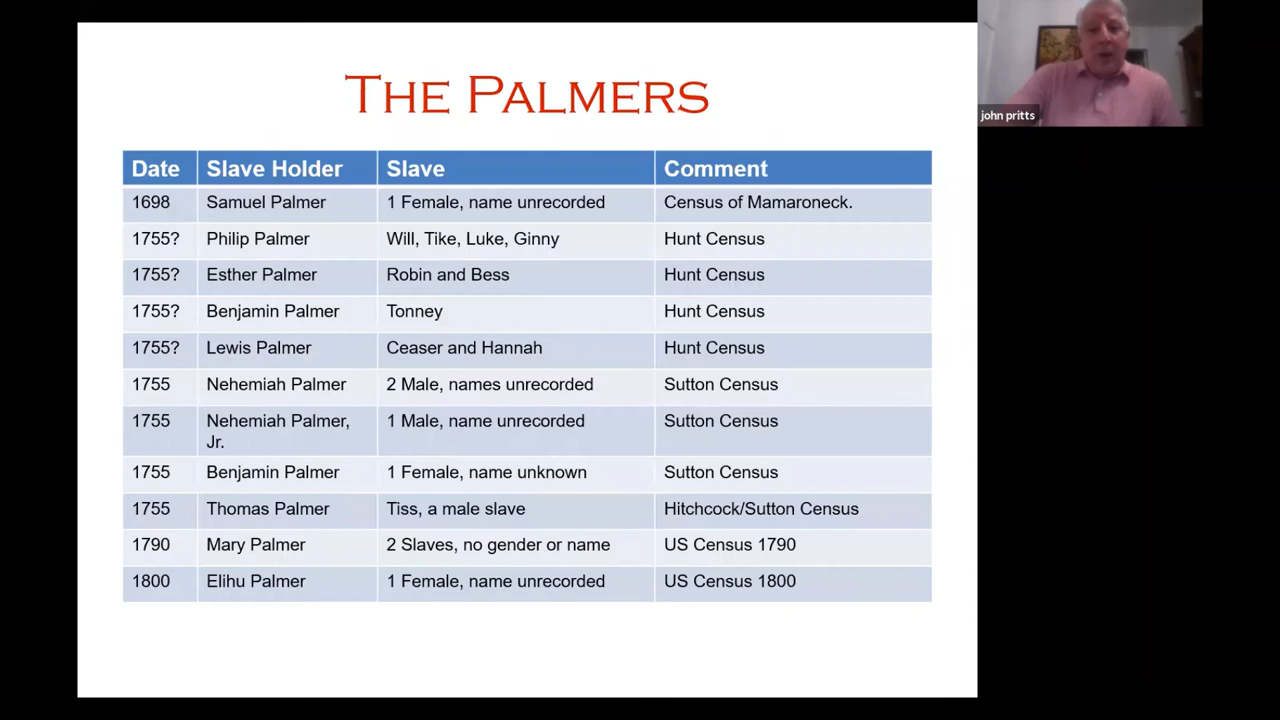 THE PALMERS
john pritts
Date Slave Holder Slave Comment
1698 Samuel Palmer 1 Female, name unrecorded Census of Mamaroneck.
1755? Philip Palmer Will, Tike, Luke, Ginny Hunt Census
1755? Esther Palmer Robin and Bess Hunt Census
1755? Benjamin Palmer Tonney Hunt Census
1755? Lewis Palmer Ceaser and Hannah Hunt Census
1755 Nehemiah Palmer 2 Male, names unrecorded Sutton Census
1755 Nehemiah Palmer, 1 Male, name unrecorded Sutton Census
Jr.
1755 Benjamin Palmer 1 Female, name unknown Sutton Census
1755 Thomas Palmer Tiss, a male slave Hitchcock/Sutton Census
1790 Mary Palmer 2 Slaves, no gender or name US Census 1790
1800 Elihu Palmer 1 Female, name unrecorded US Census 1800